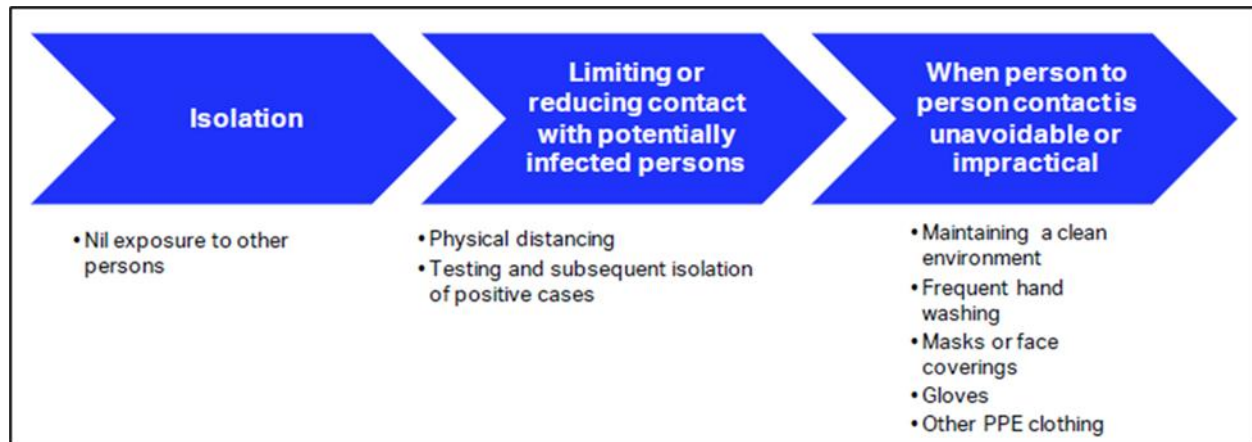 Isolation
• Nil exposure to other
persons
Limiting or
reducing contact
with potentially
infected persons
• Physical distancing
• Testing and subsequent isolation
of positive cases
When person to
person contact is
unavoidable or
impractical
• Maintaining a clean
environment
• Frequent hand
washing
• Masks or face
coverings
• Gloves
• Other PPE clothing